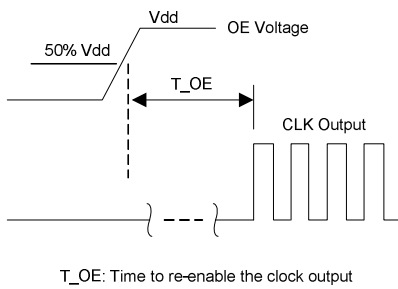 Vdd
OE Voltage
50% Vdd
T_OE
CLK Output
T_OE: Time to re-enable the clock output